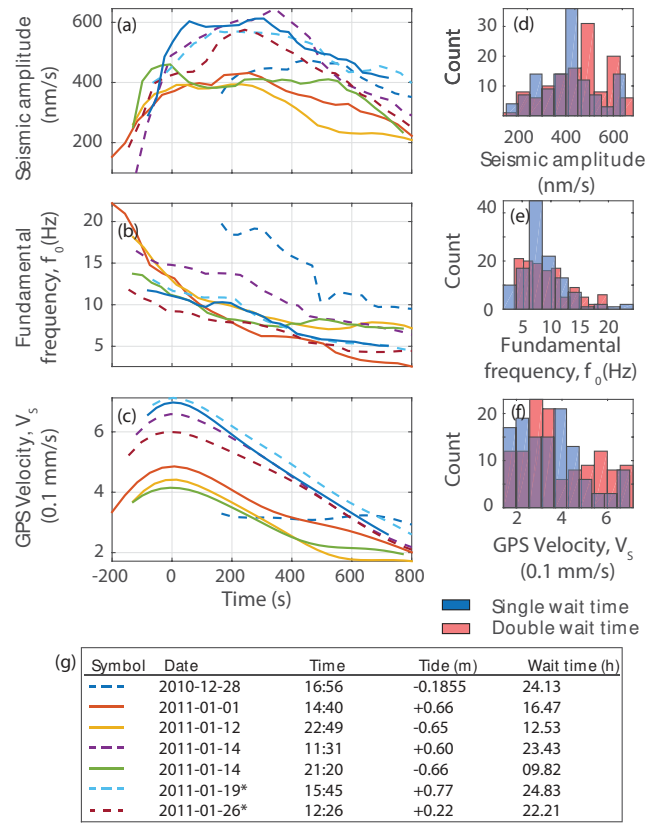 (a)
600
400
200
Seismic amplitude
(nm/s)
(b)
20
15
10
5
Fundamental
frequency, f0(Hz)
(c)
6
4
2
GPS Velocity, Vs
(0.1 mm/s)
-200 0 200 400 600 800
Time (s)
(d)
Count
30
10
0
200 400 600
Seismic amplitude
(nm/s)
(e)
Count
40
20
0
5 10 15 20
Fundamental
frequency, f0(Hz)
(f)
Count
20
10
0
2 4 6
GPS Velocity, Vs
(0.1 mm/s)
Single wait time
Double wait time
(g)
Symbol Date Time Tide (m) Wait time (h)
2010-12-28 16:56 -0.1855 24.13
2011-01-01 14:40 +0.66 16.47
2011-01-12 22:49 -0.65 12.53
2011-01-14 11:31 +0.60 23.43
2011-01-14 21:20 -0.66 09.82
2011-01-19* 15:45 +0.77 24.83
2011-01-26* 12:26 +0.22 22.21